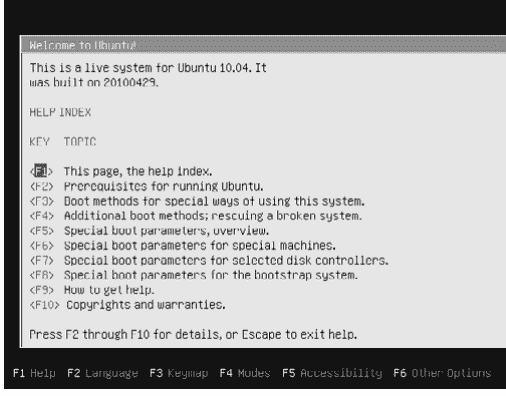 Welcome to Ubuntu!
This is a live system for Ubuntu 10.04. It
was built on 20100429.
HELP INDEX
KEY TOPIC
<F1> This page, the help index.
<F2> Prerequisites for running Ubuntu.
<F3> Boot methods for special ways of using this system.
<F4> Additional boot methods; rescuing a broken system.
<F5> Special boot parameters, overview.
<F6> Special boot parameters for special machines.
<F7> Special boot parameters for selected disk controllers.
<F8> Special boot parameters for the bootstrap system.
<F9> How to get help.
<F10> Copyrights and warranties.
Press F2 through F10 for details, or Escape to exit help.
F1 Help F2 Language F3 Keymap F4 Modes F5 Accessibility F6 Other Options